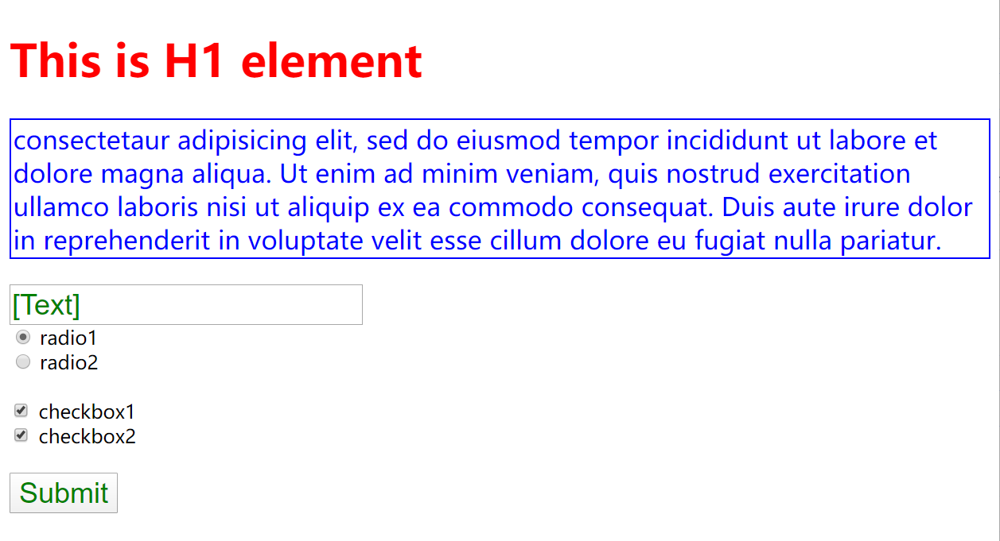 This is H1 element
consectetaur adipisicing elit, sed do eiusmod tempor incididunt ut labore et
dolore magna aliqua. Ut enim ad minim veniam, quis nostrud exercitation
ullamco laboris nisi ut aliquip ex ea commodo consequat. Duis aute irure dolor
in reprehenderit in voluptate velit esse cillum dolore eu fugiat nulla pariatur.
[Text]
radio1
radio2
checkbox1
checkbox2
Submit